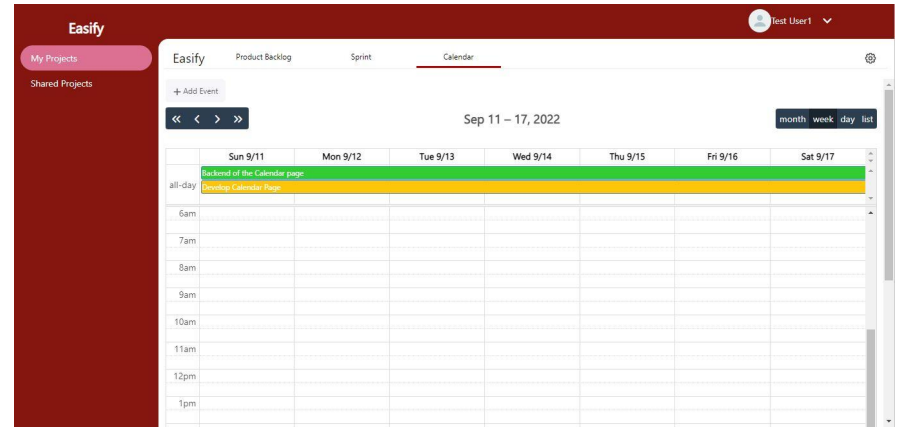 Easify
Test User1
My Projects
Shared Projects
Easify
Product Backlog
Sprint
Calendar
+ Add Event
Sep 11 – 17, 2022
month week day list
Sun 9/11 Mon 9/12 Tue 9/13 Wed 9/14 Thu 9/15 Fri 9/16 Sat 9/17
all-day
Backend of the Calendar page
Develop Calendar Page
6am
7am
8am
9am
10am
11am
12pm
1pm